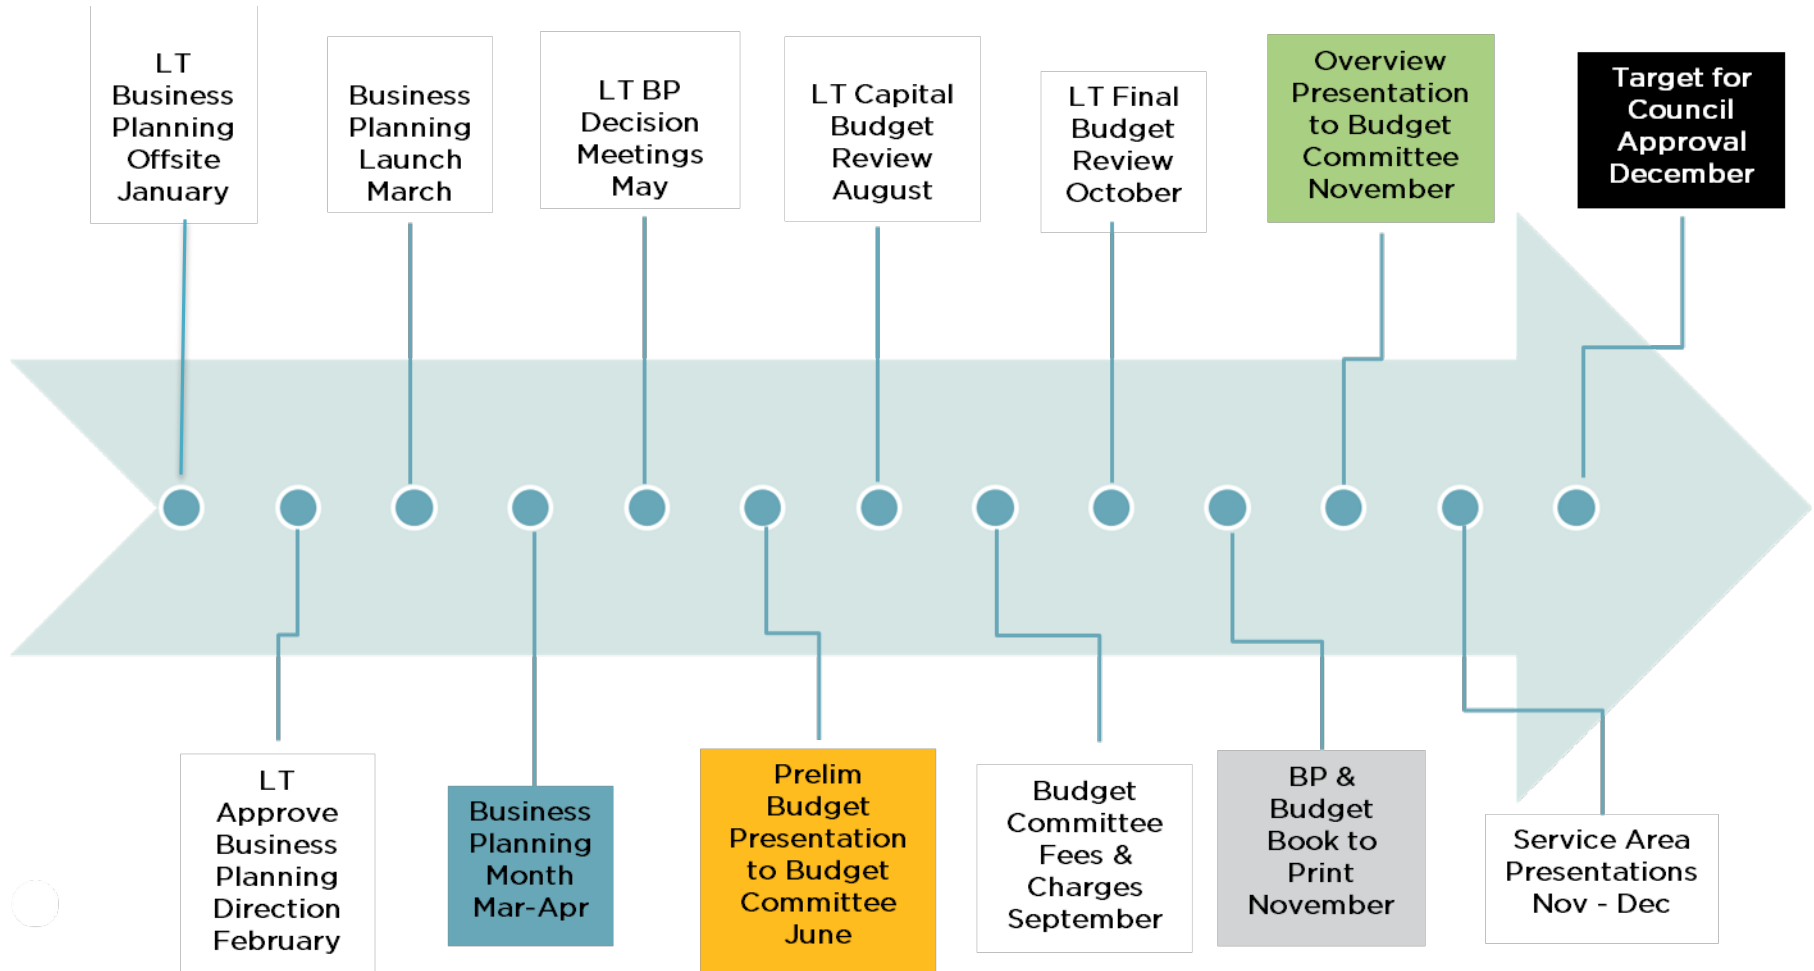 LT
Business
Planning
Offsite
January
Business
Planning
Launch
March
LT BP
Decision
Meetings
May
LT Capital
Budget
Review
August
LT Final
Budget
Review
October
Overview
Presentation
to Budget
Committee
November
Target for
Council
Approval
December
LT
Approve
Business
Planning
Direction
February
Business
Planning
Month
Mar-Apr
Prelim
Budget
Presentation
to Budget
Committee
June
Budget
Committee
Fees &
Charges
September
BP &
Budget
Book to
Print
November
Service Area
Presentations
Nov - Dec